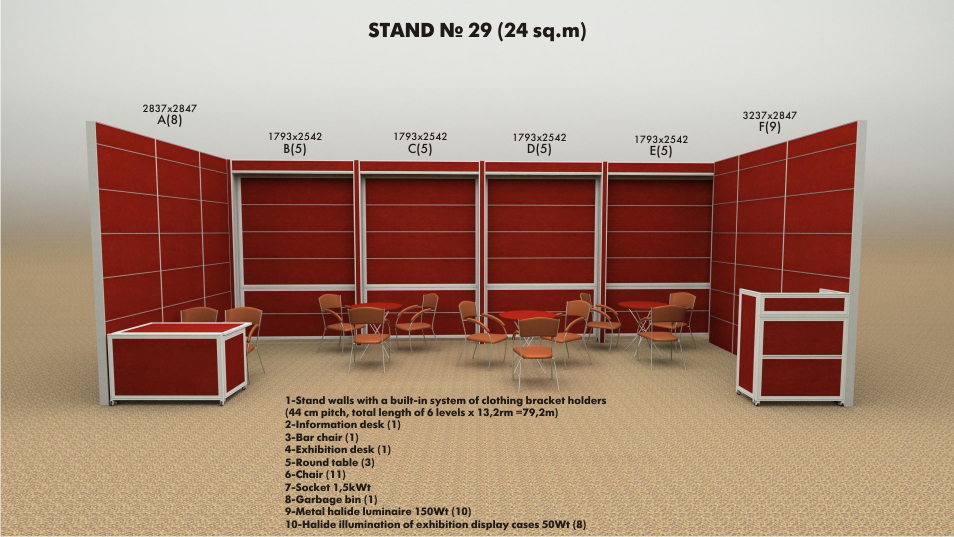 STAND № 29 (24 sq.m)
2837x2847
A(8)
1793x2542
B(5)
1793x2542
C(5)
1793x2542
D(5)
1793x2542
E(5)
3237x2847
F(9)
1-Stand walls with a built-in system of clothing bracket holders
(44 cm pitch, total length of 6 levels x 13,2rm =79,2m)
2-Information desk (1)
3-Bar chair (1)
4-Exhibition desk (1)
5-Round table (3)
6-Chair (11)
7-Socket 1,5kWt
8-Garbage bin (1)
9-Metal halide luminaire 150Wt (10)
10-Halide illumination of exhibition display cases 50Wt (8)